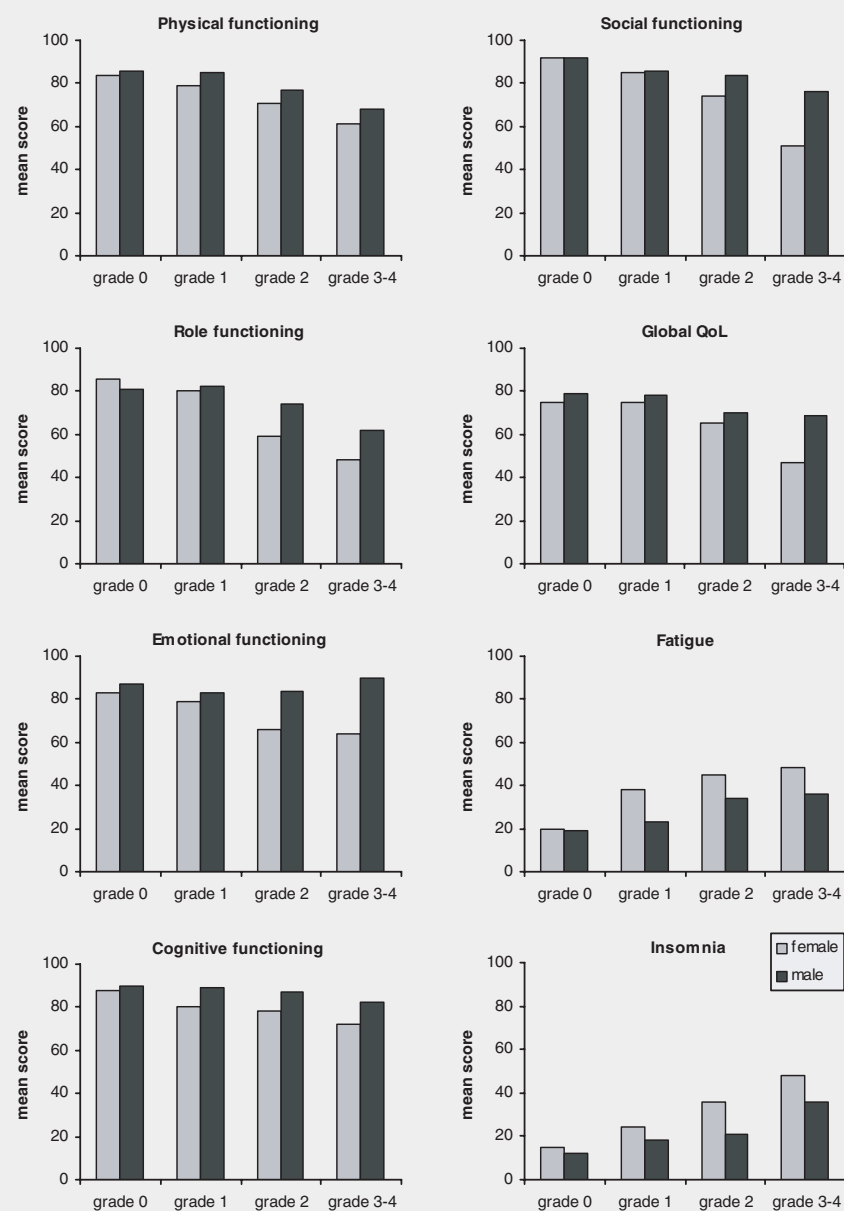 Physical functioning
100
80
60
40
20
0
mean score
grade 0 grade 1 grade 2 grade 3-4
Social functioning
100
80
60
40
20
0
mean score
grade 0 grade 1 grade 2 grade 3-4
Role functioning
100
80
60
40
20
0
mean score
grade 0 grade 1 grade 2 grade 3-4
Global QoL
100
80
60
40
20
0
mean score
grade 0 grade 1 grade 2 grade 3-4
Emotional functioning
100
80
60
40
20
0
mean score
grade 0 grade 1 grade 2 grade 3-4
Fatigue
100
80
60
40
20
0
mean score
grade 0 grade 1 grade 2 grade 3-4
Cognitive functioning
100
80
60
40
20
0
mean score
grade 0 grade 1 grade 2 grade 3-4
Insomnia
female
male
100
80
60
40
20
0
mean score
grade 0 grade 1 grade 2 grade 3-4